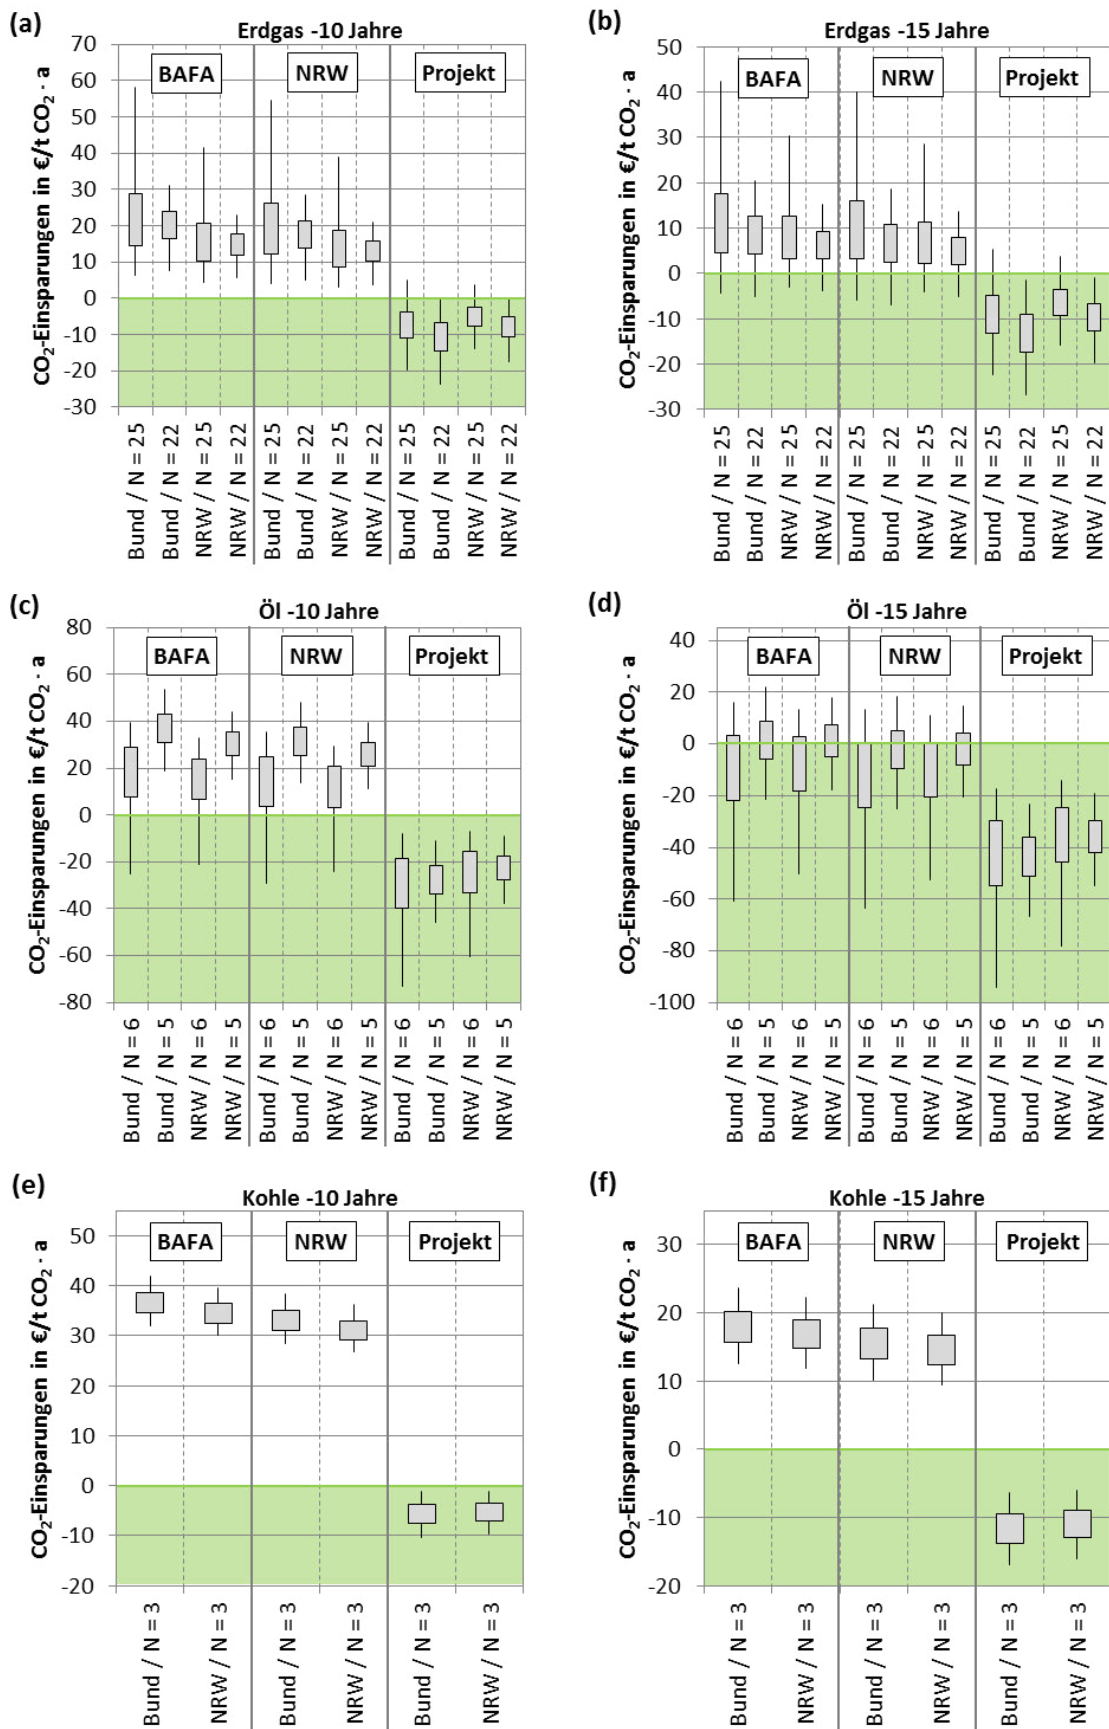 (a)
Erdgas -10 Jahre
CO₂-Einsparungen in €/t CO₂ · a
70
60
50
40
30
20
10
0
-10
-20
-30
BAFA
NRW
Projekt
Bund / N = 25
Bund / N = 22
NRW / N = 25
NRW / N = 22
Bund / N = 25
Bund / N = 22
NRW / N = 25
NRW / N = 22
Bund / N = 25
Bund / N = 22
NRW / N = 25
NRW / N = 22
(b)
Erdgas -15 Jahre
CO₂-Einsparungen in €/t CO₂ · a
50
40
30
20
10
0
-10
-20
-30
BAFA
NRW
Projekt
Bund / N = 25
Bund / N = 22
NRW / N = 25
NRW / N = 22
Bund / N = 25
Bund / N = 22
NRW / N = 25
NRW / N = 22
Bund / N = 25
Bund / N = 22
NRW / N = 25
NRW / N = 22
(c)
Öl -10 Jahre
CO₂-Einsparungen in €/t CO₂ · a
80
60
40
20
0
-20
-40
-60
-80
BAFA
NRW
Projekt
Bund / N = 6
Bund / N = 5
NRW / N = 6
NRW / N = 5
Bund / N = 6
Bund / N = 5
NRW / N = 6
NRW / N = 5
Bund / N = 6
Bund / N = 5
NRW / N = 6
NRW / N = 5
(d)
Öl -15 Jahre
CO₂-Einsparungen in €/t CO₂ · a
40
20
0
-20
-40
-60
-80
-100
BAFA
NRW
Projekt
Bund / N = 6
Bund / N = 5
NRW / N = 6
NRW / N = 5
Bund / N = 6
Bund / N = 5
NRW / N = 6
NRW / N = 5
Bund / N = 6
Bund / N = 5
NRW / N = 6
NRW / N = 5
(e)
Kohle -10 Jahre
CO₂-Einsparungen in €/t CO₂ · a
50
40
30
20
10
0
-10
-20
BAFA
NRW
Projekt
Bund / N = 3
NRW / N = 3
Bund / N = 3
NRW / N = 3
Bund / N = 3
NRW / N = 3
(f)
Kohle -15 Jahre
CO₂-Einsparungen in €/t CO₂ · a
30
20
10
0
-10
-20
BAFA
NRW
Projekt
Bund / N = 3
NRW / N = 3
Bund / N = 3
NRW / N = 3
Bund / N = 3
NRW / N = 3